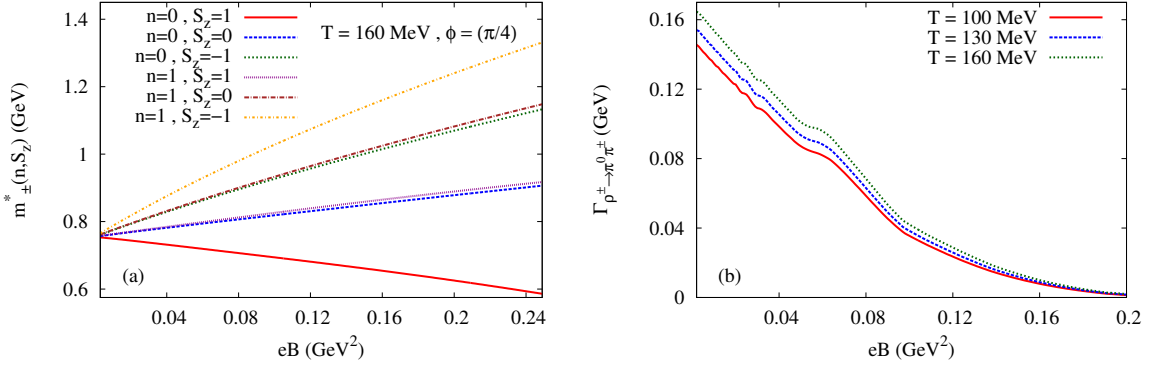 m*±(n,S_z) (GeV)
1.4
1.2
1
0.8
0.6
n=0 , S_z=1
n=0 , S_z=0
n=0 , S_z=−1
n=1 , S_z=1
n=1 , S_z=0
n=1 , S_z=−1
T = 160 MeV , ϕ = (π/4)
(a)
0.04 0.08 0.12 0.16 0.2 0.24
eB (GeV²)
Γρ±→π⁰π± (GeV)
0.16
0.12
0.08
0.04
0
T = 100 MeV
T = 130 MeV
T = 160 MeV
(b)
0.04 0.08 0.12 0.16 0.2
eB (GeV²)